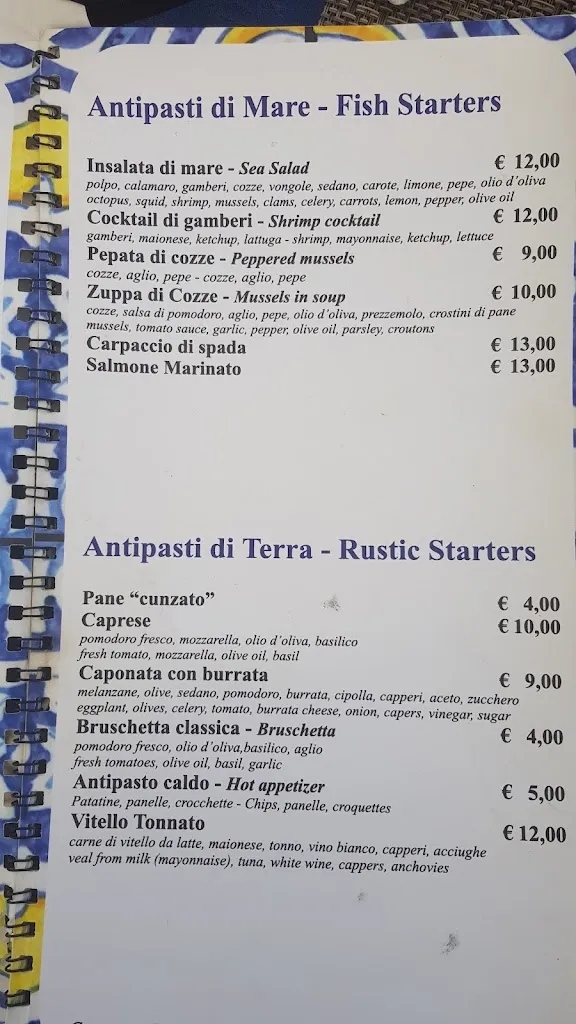 Antipasti di Mare - Fish Starters
Insalata di mare - Sea Salad € 12,00
polpo, calamaro, gamberi, cozze, vongole, sedano, carote, limone, pepe, olio d'oliva
octopus, squid, shrimp, mussels, clams, celery, carrots, lemon, pepper, olive oil
Cocktail di gamberi - Shrimp cocktail € 12,00
gamberi, maionese, ketchup, lattuga - shrimp, mayonnaise, ketchup, lettuce
Pepata di cozze - Peppered mussels € 9,00
cozze, aglio, pepe - cozze, aglio, pepe
Zuppa di Cozze - Mussels in soup € 10,00
cozze, salsa di pomodoro, aglio, pepe, olio d'oliva, prezzemolo, crostini di pane
mussels, tomato sauce, garlic, pepper, olive oil, parsley, croutons
Carpaccio di spada € 13,00
Salmone Marinato € 13,00
Antipasti di Terra - Rustic Starters
Pane "cunzato" € 4,00
Caprese € 10,00
pomodoro fresco, mozzarella, olio d'oliva, basilico
fresh tomato, mozzarella, olive oil, basil
Caponata con burrata € 9,00
melanzane, olive, sedano, pomodoro, burrata, cipolla, capperi, aceto, zucchero
eggplant, olives, celery, tomato, burrata cheese, onion, capers, vinegar, sugar
Bruschetta classica - Bruschetta € 4,00
pomodoro fresco, olio d'oliva,basilico, aglio
fresh tomatoes, olive oil, basil, garlic
Antipasto caldo - Hot appetizer € 5,00
Patatine, panelle, crocchette - Chips, panelle, croquettes
Vitello Tonnato € 12,00
carne di vitello da latte, maionese, tonno, vino bianco, capperi, acciughe
veal from milk (mayonnaise), tuna, white wine, cappers, anchovies